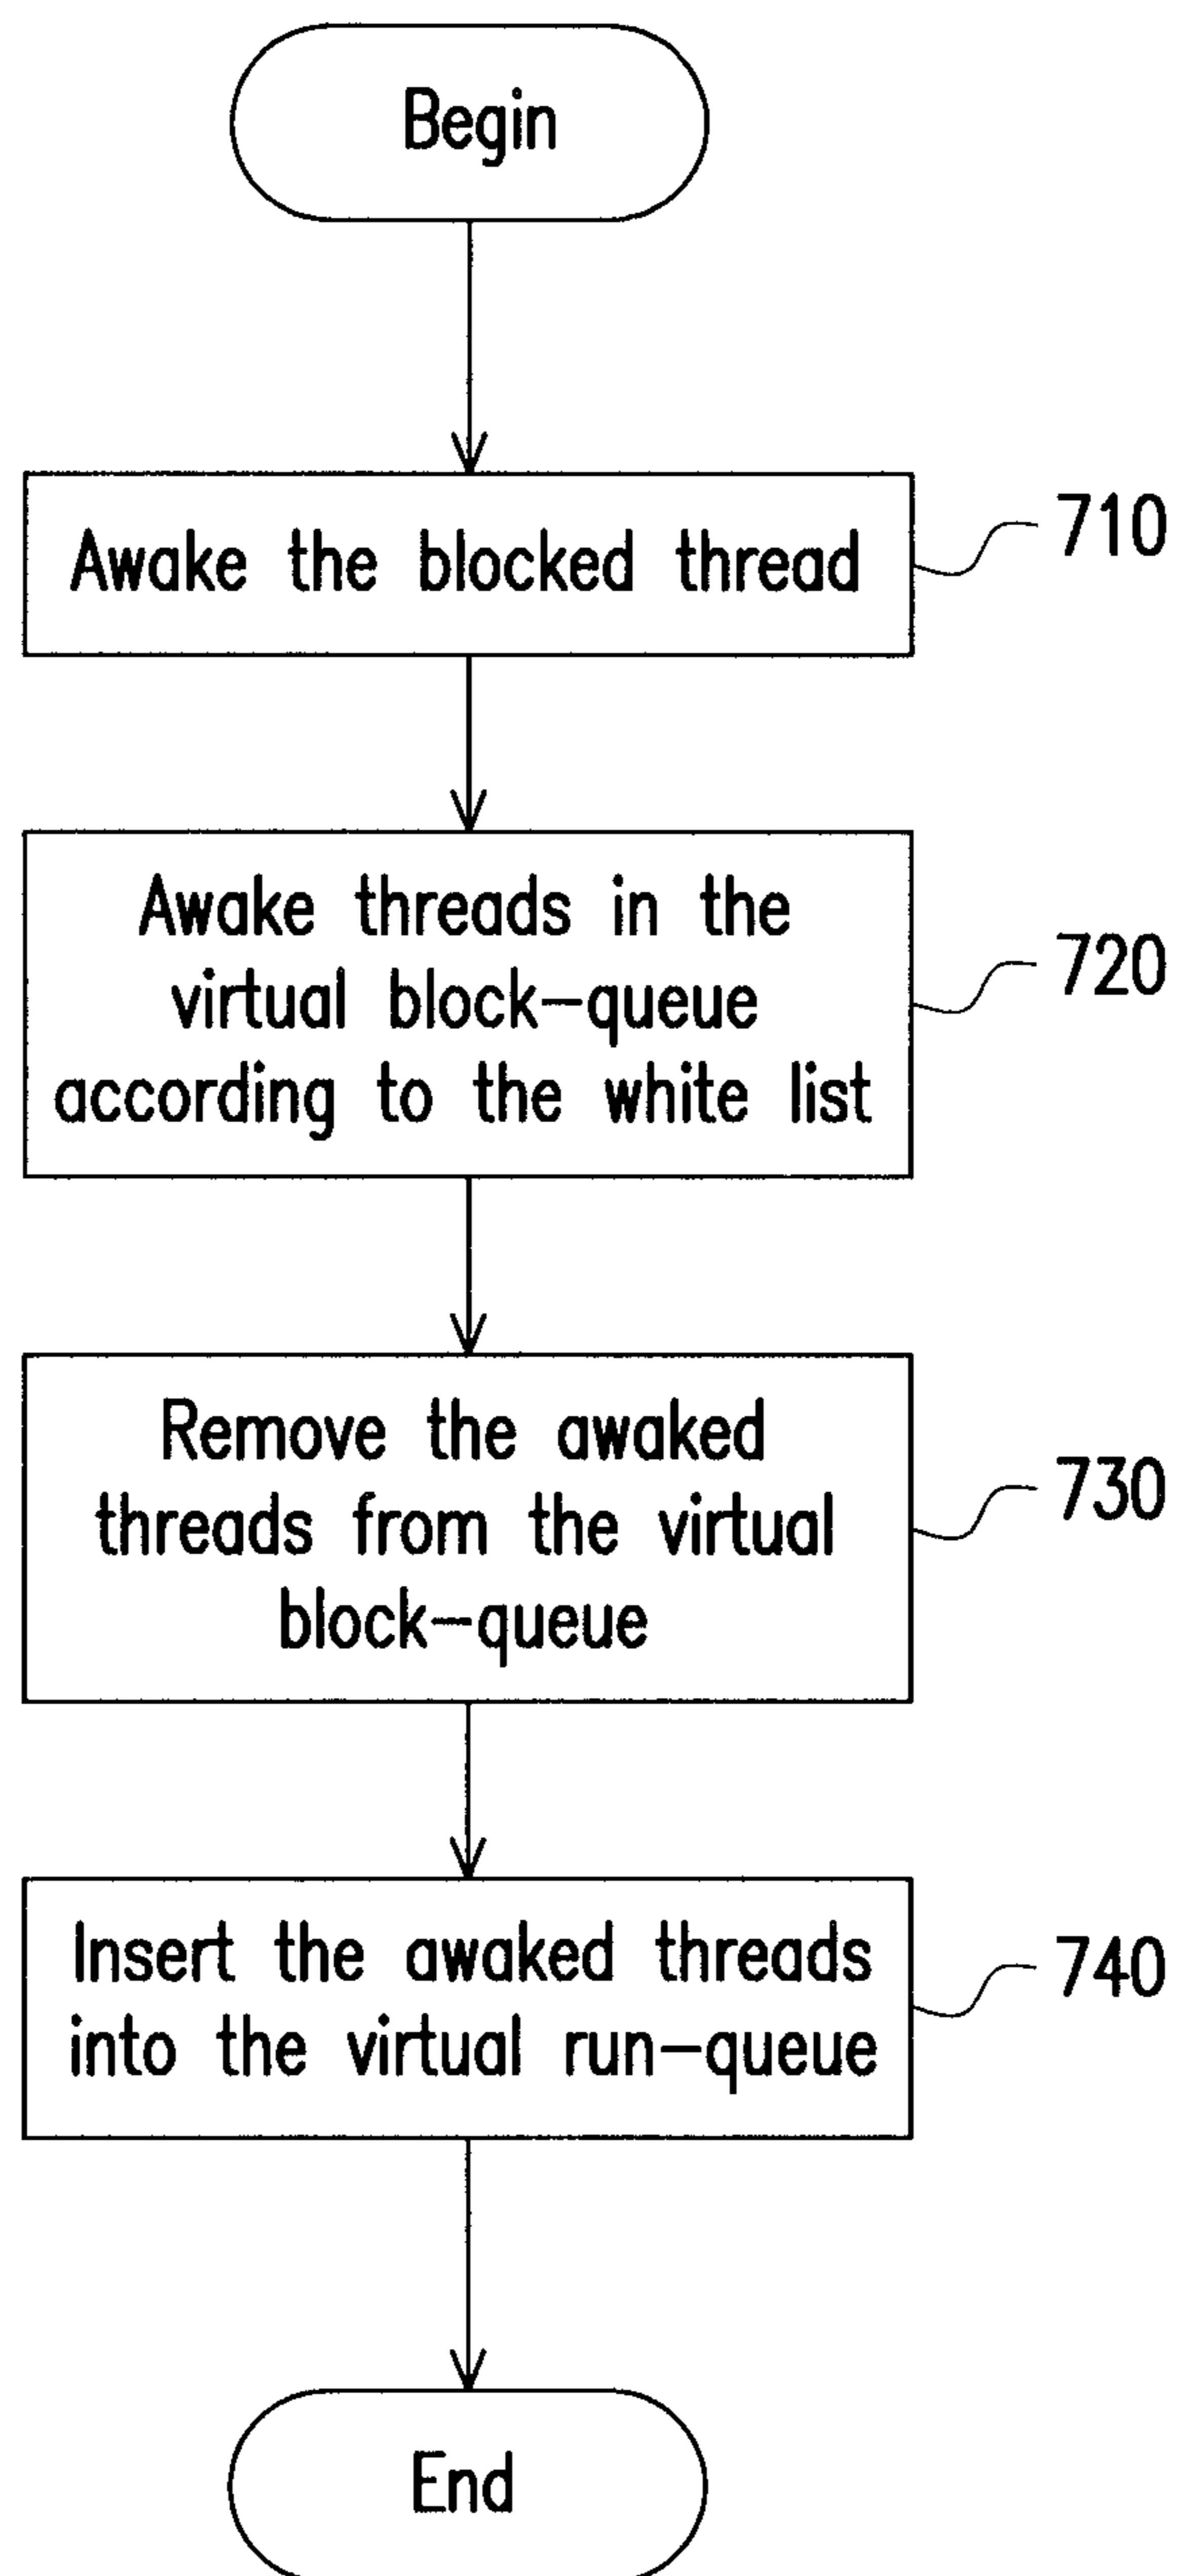 Begin
Awake the blocked thread
710
Awake threads in the
virtual block-queue
according to the white list
720
Remove the awaked
threads from the virtual
block-queue
730
Insert the awaked threads
into the virtual run-queue
740
End